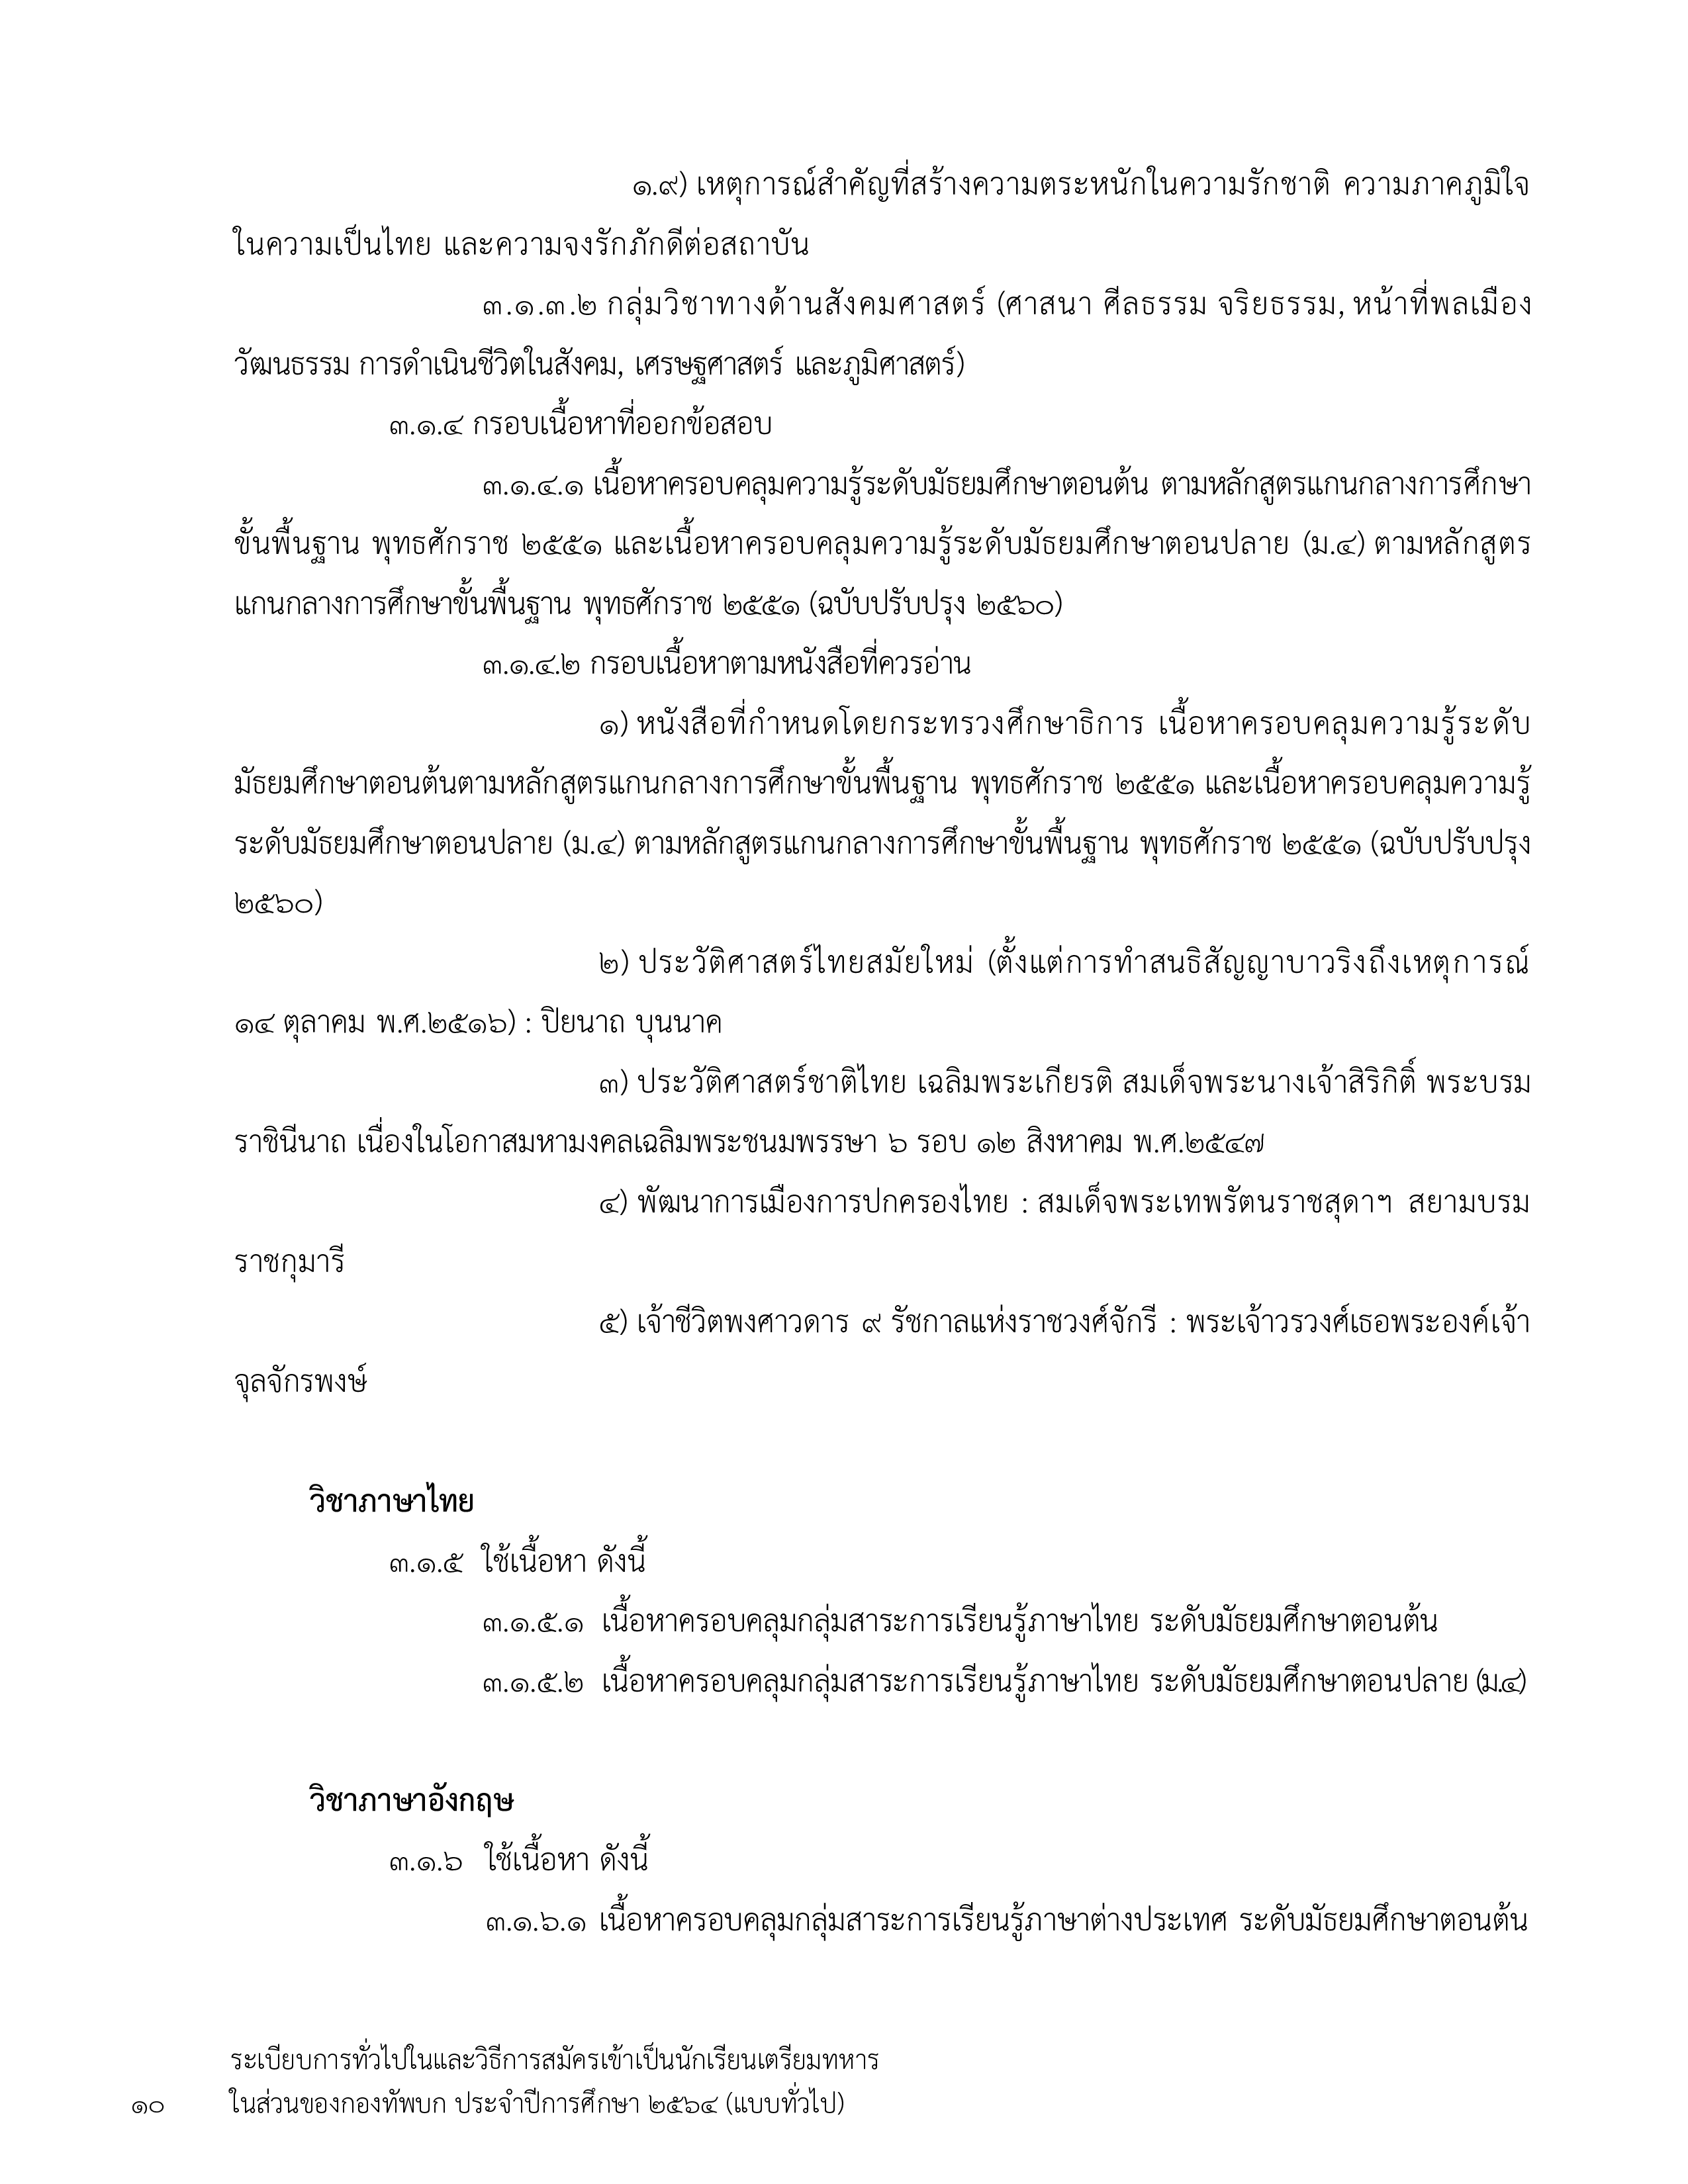 ๑.๙) เหตุการณ์สำคัญที่สร้างความตระหนักในความรักชาติ ความภาคภูมิใจ
ในความเป็นไทย และความจงรักภักดีต่อสถาบัน
๓.๑.๓.๒ กลุ่มวิชาทางด้านสังคมศาสตร์ (ศาสนา ศีลธรรม จริยธรรม, หน้าที่พลเมือง
วัฒนธรรม การดำเนินชีวิตในสังคม, เศรษฐศาสตร์ และภูมิศาสตร์)
๓.๑.๔ กรอบเนื้อหาที่ออกข้อสอบ
๓.๑.๔.๑ เนื้อหาครอบคลุมความรู้ระดับมัธยมศึกษาตอนต้น ตามหลักสูตรแกนกลางการศึกษา
ขั้นพื้นฐาน พุทธศักราช ๒๕๕๑ และเนื้อหาครอบคลุมความรู้ระดับมัธยมศึกษาตอนปลาย (ม.๔) ตามหลักสูตร
แกนกลางการศึกษาขั้นพื้นฐาน พุทธศักราช ๒๕๕๑ (ฉบับปรับปรุง ๒๕๖๐)
๓.๑.๔.๒ กรอบเนื้อหาตามหนังสือที่ควรอ่าน
๑) หนังสือที่กำหนดโดยกระทรวงศึกษาธิการ เนื้อหาครอบคลุมความรู้ระดับ
มัธยมศึกษาตอนต้นตามหลักสูตรแกนกลางการศึกษาขั้นพื้นฐาน พุทธศักราช ๒๕๕๑ และเนื้อหาครอบคลุมความรู้
ระดับมัธยมศึกษาตอนปลาย (ม.๔) ตามหลักสูตรแกนกลางการศึกษาขั้นพื้นฐาน พุทธศักราช ๒๕๕๑ (ฉบับปรับปรุง
๒๕๖๐)
๒) ประวัติศาสตร์ไทยสมัยใหม่ (ตั้งแต่การทำสนธิสัญญาบาวริงถึงเหตุการณ์
๑๔ ตุลาคม พ.ศ.๒๕๑๖) : ปิยนาถ บุนนาค
๓) ประวัติศาสตร์ชาติไทย เฉลิมพระเกียรติ สมเด็จพระนางเจ้าสิริกิติ์ พระบรม
ราชินีนาถ เนื่องในโอกาสมหามงคลเฉลิมพระชนมพรรษา ๖ รอบ ๑๒ สิงหาคม พ.ศ.๒๕๔๗
๔) พัฒนาการเมืองการปกครองไทย : สมเด็จพระเทพรัตนราชสุดาฯ สยามบรม
ราชกุมารี
๕) เจ้าชีวิตพงศาวดาร ๙ รัชกาลแห่งราชวงศ์จักรี : พระเจ้าวรวงศ์เธอพระองค์เจ้า
จุลจักรพงษ์
วิชาภาษาไทย
๓.๑.๕ ใช้เนื้อหา ดังนี้
๓.๑.๕.๑ เนื้อหาครอบคลุมกลุ่มสาระการเรียนรู้ภาษาไทย ระดับมัธยมศึกษาตอนต้น
๓.๑.๕.๒ เนื้อหาครอบคลุมกลุ่มสาระการเรียนรู้ภาษาไทย ระดับมัธยมศึกษาตอนปลาย (ม.๔)
วิชาภาษาอังกฤษ
๓.๑.๖ ใช้เนื้อหา ดังนี้
๓.๑.๖.๑ เนื้อหาครอบคลุมกลุ่มสาระการเรียนรู้ภาษาต่างประเทศ ระดับมัธยมศึกษาตอนต้น
ระเบียบการทั่วไปในและวิธีการสมัครเข้าเป็นนักเรียนเตรียมทหาร
๑๐ ในส่วนของกองทัพบก ประจำปีการศึกษา ๒๕๖๔ (แบบทั่วไป)